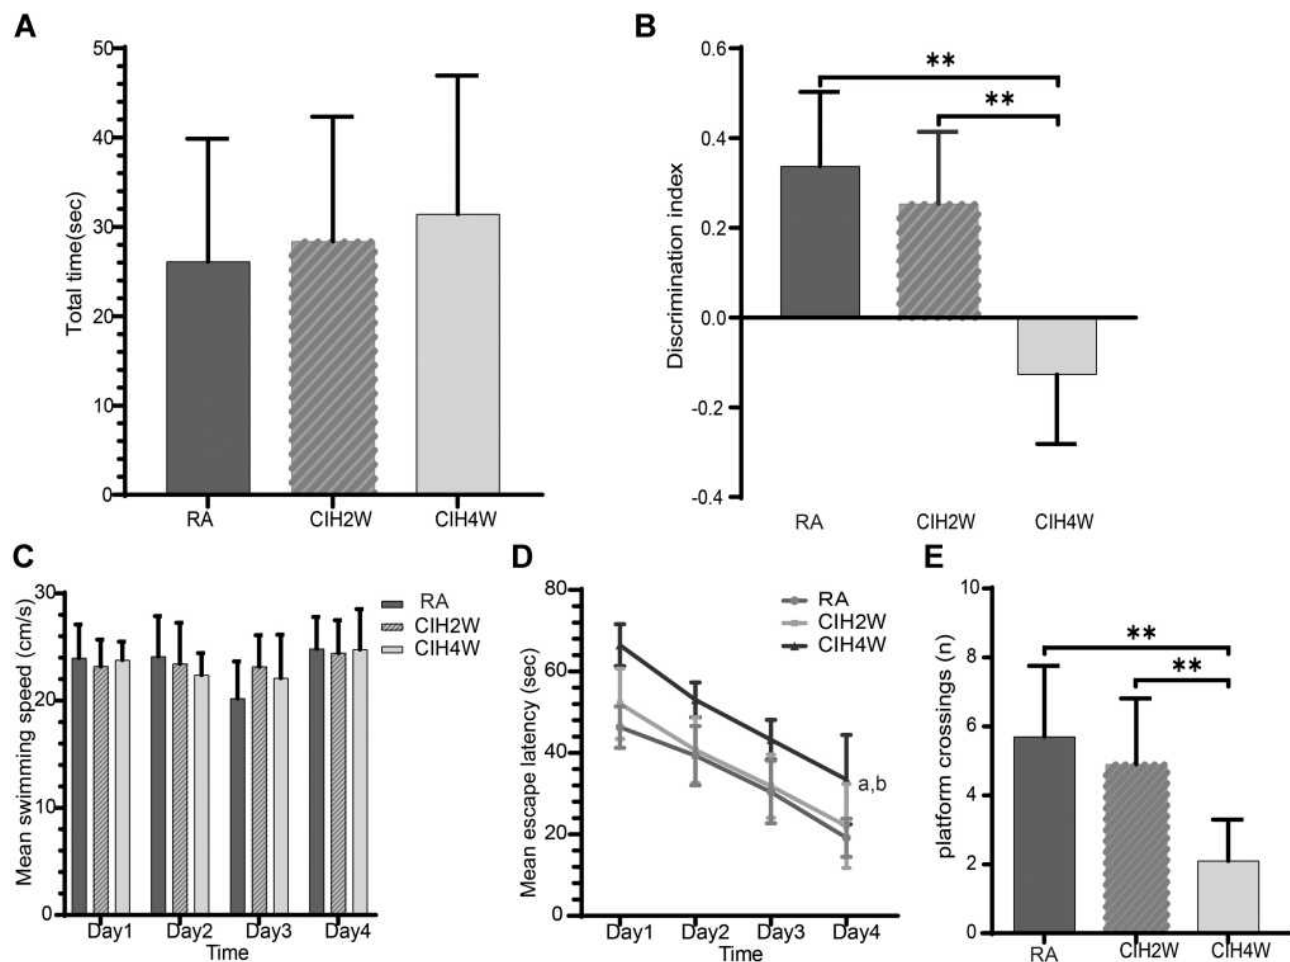 A
Total time(sec)
50
40
30
20
10
0
RA CIH2W CIH4W
B
Discrimination index
0.6
0.4
0.2
0.0
-0.2
-0.4
**
**
RA CIH2W CIH4W
C
Mean swimming speed (cm/s)
30
20
10
0
RA
CIH2W
CIH4W
Day1 Day2 Day3 Day4
Time
D
Mean escape latency (sec)
80
60
40
20
0
RA
CIH2W
CIH4W
a,b
Day1 Day2 Day3 Day4
Time
E
platform crossings (n)
10
8
6
4
2
0
**
**
RA CIH2W CIH4W